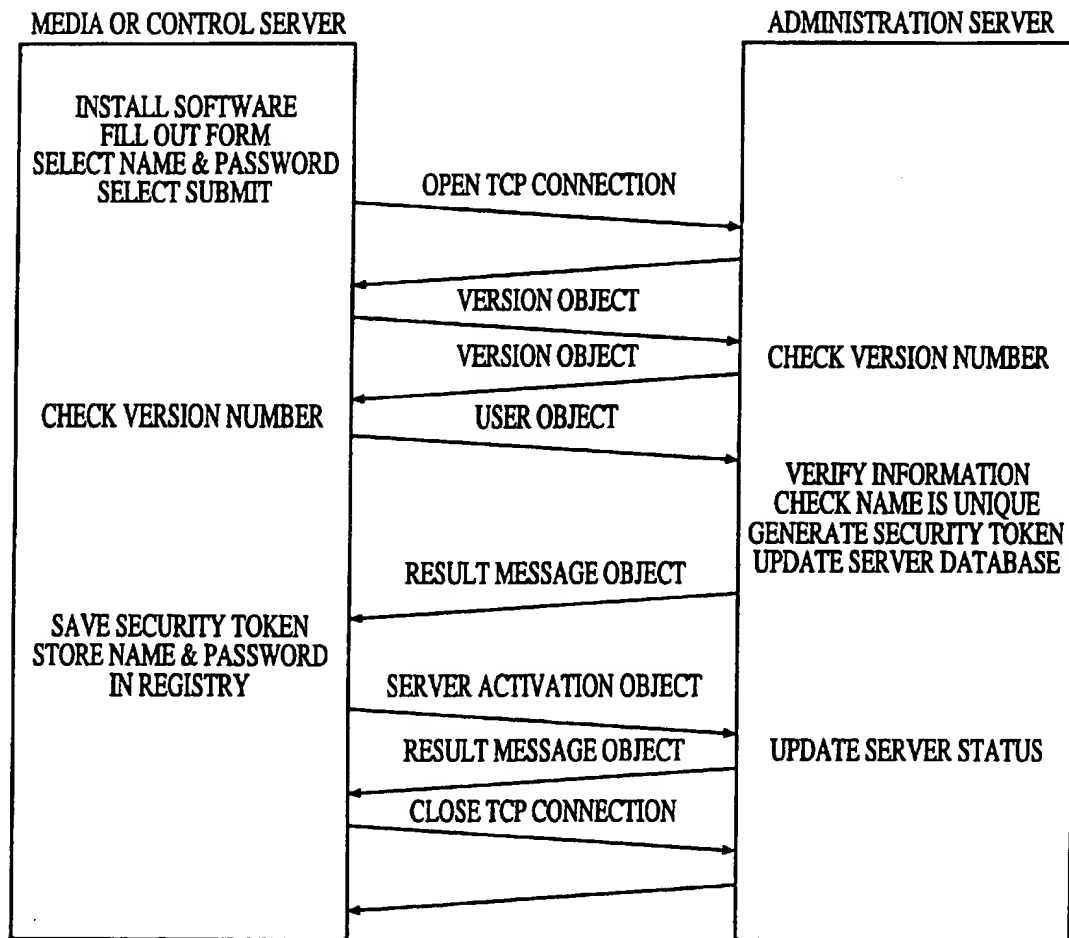 MEDIA OR CONTROL SERVER
ADMINISTRATION SERVER
INSTALL SOFTWARE
FILL OUT FORM
SELECT NAME & PASSWORD
SELECT SUBMIT
OPEN TCP CONNECTION
VERSION OBJECT
VERSION OBJECT
CHECK VERSION NUMBER
CHECK VERSION NUMBER
USER OBJECT
VERIFY INFORMATION
CHECK NAME IS UNIQUE
GENERATE SECURITY TOKEN
UPDATE SERVER DATABASE
RESULT MESSAGE OBJECT
SAVE SECURITY TOKEN
STORE NAME & PASSWORD
IN REGISTRY
SERVER ACTIVATION OBJECT
RESULT MESSAGE OBJECT
UPDATE SERVER STATUS
CLOSE TCP CONNECTION